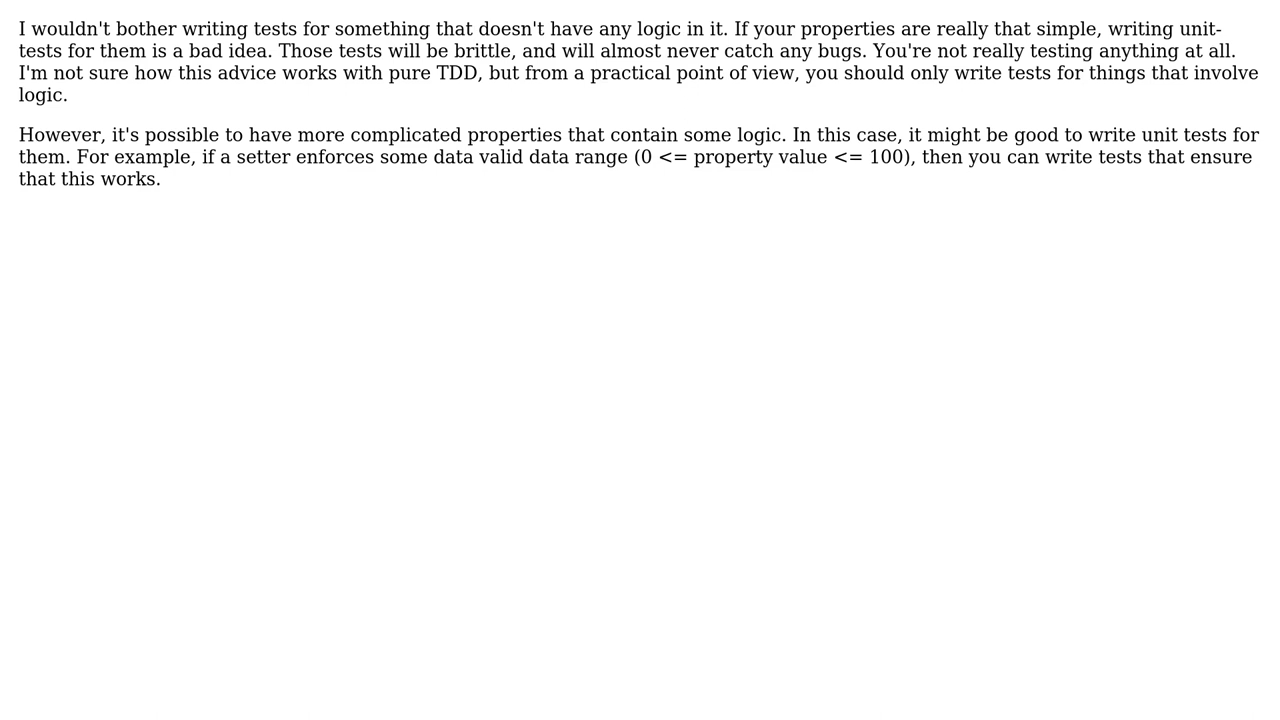 I wouldn't bother writing tests for something that doesn't have any logic in it. If your properties are really that simple, writing unit-
tests for them is a bad idea. Those tests will be brittle, and will almost never catch any bugs. You're not really testing anything at all.
I'm not sure how this advice works with pure TDD, but from a practical point of view, you should only write tests for things that involve
logic.
However, it's possible to have more complicated properties that contain some logic. In this case, it might be good to write unit tests for
them. For example, if a setter enforces some data valid data range (0 <= property value <= 100), then you can write tests that ensure
that this works.